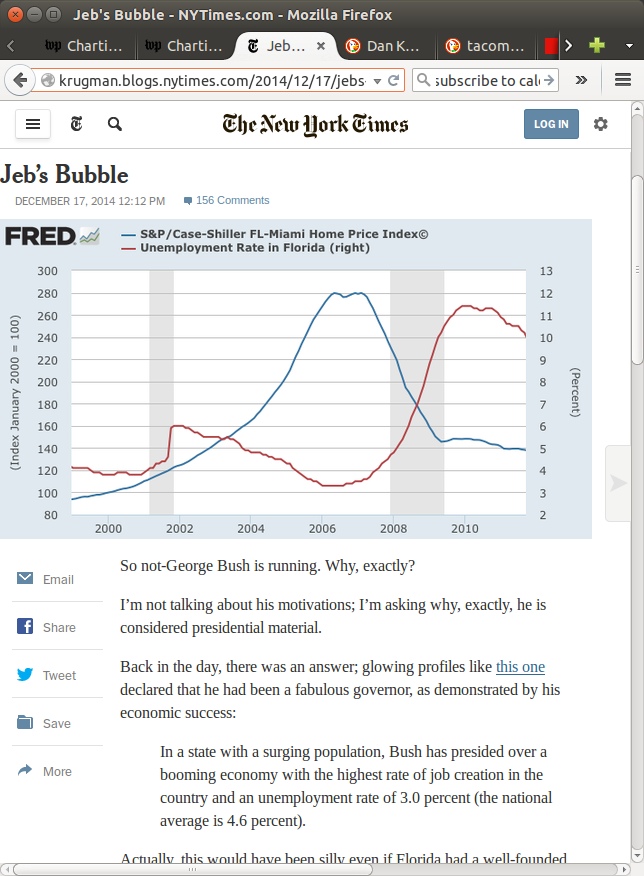 Jeb's Bubble - NYTimes.com - Mozilla Firefox
Charti...
Charti...
Jeb...
Dan K...
tacom...
krugman.blogs.nytimes.com/2014/12/17/jebs
subscribe to cal
The New York Times
LOG IN
Jeb's Bubble
DECEMBER 17, 2014 12:12 PM
156 Comments
FRED
S&P/Case-Shiller FL-Miami Home Price Index©
Unemployment Rate in Florida (right)
300
280
260
240
220
200
180
160
140
120
100
80
(Index January 2000 = 100)
13
12
11
10
9
8
7
6
5
4
3
2
(Percent)
2000
2002
2004
2006
2008
2010
Email
Share
Tweet
Save
More
So not-George Bush is running. Why, exactly?
I'm not talking about his motivations; I'm asking why, exactly, he is
considered presidential material.
Back in the day, there was an answer; glowing profiles like this one
declared that he had been a fabulous governor, as demonstrated by his
economic success:
In a state with a surging population, Bush has presided over a
booming economy with the highest rate of job creation in the
country and an unemployment rate of 3.0 percent (the national
average is 4.6 percent).
Actually, this would have been silly even if Florida had a well-founded